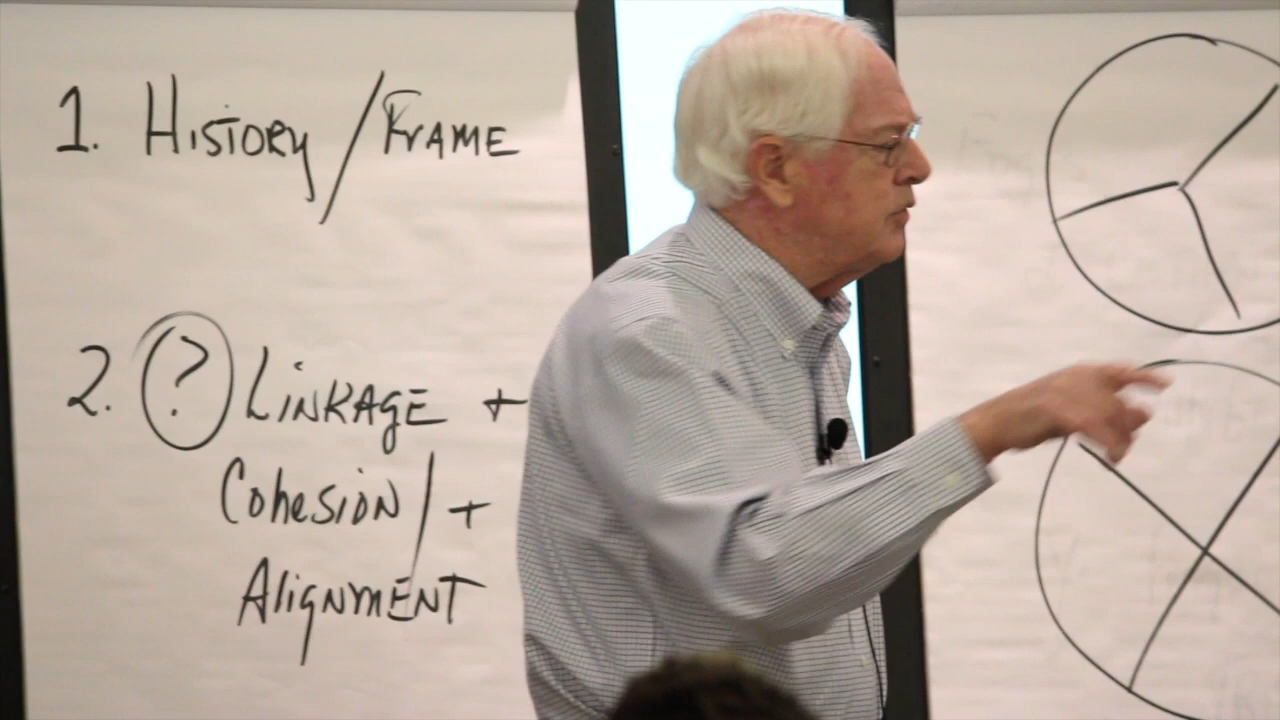 1. History / Frame
2. ? Linkage +
Cohesion / +
Alignment